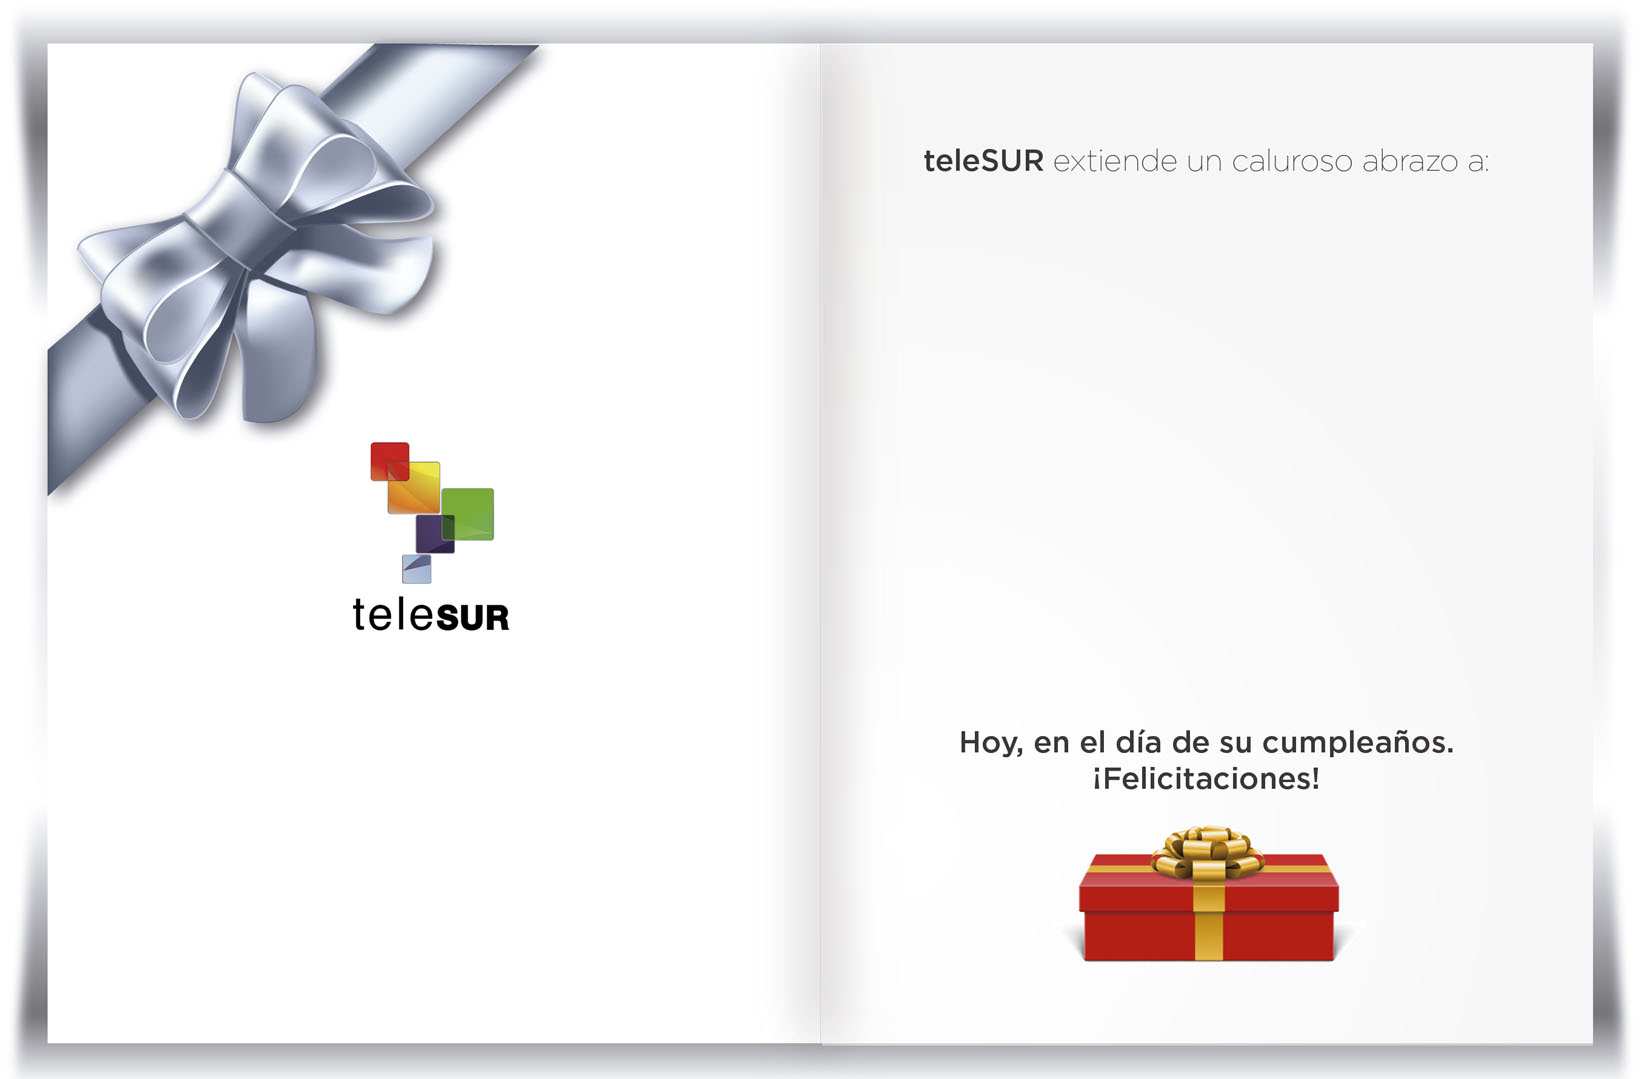 teleSUR
teleSUR extiende un caluroso abrazo a:
Hoy, en el día de su cumpleaños.
¡Felicitaciones!